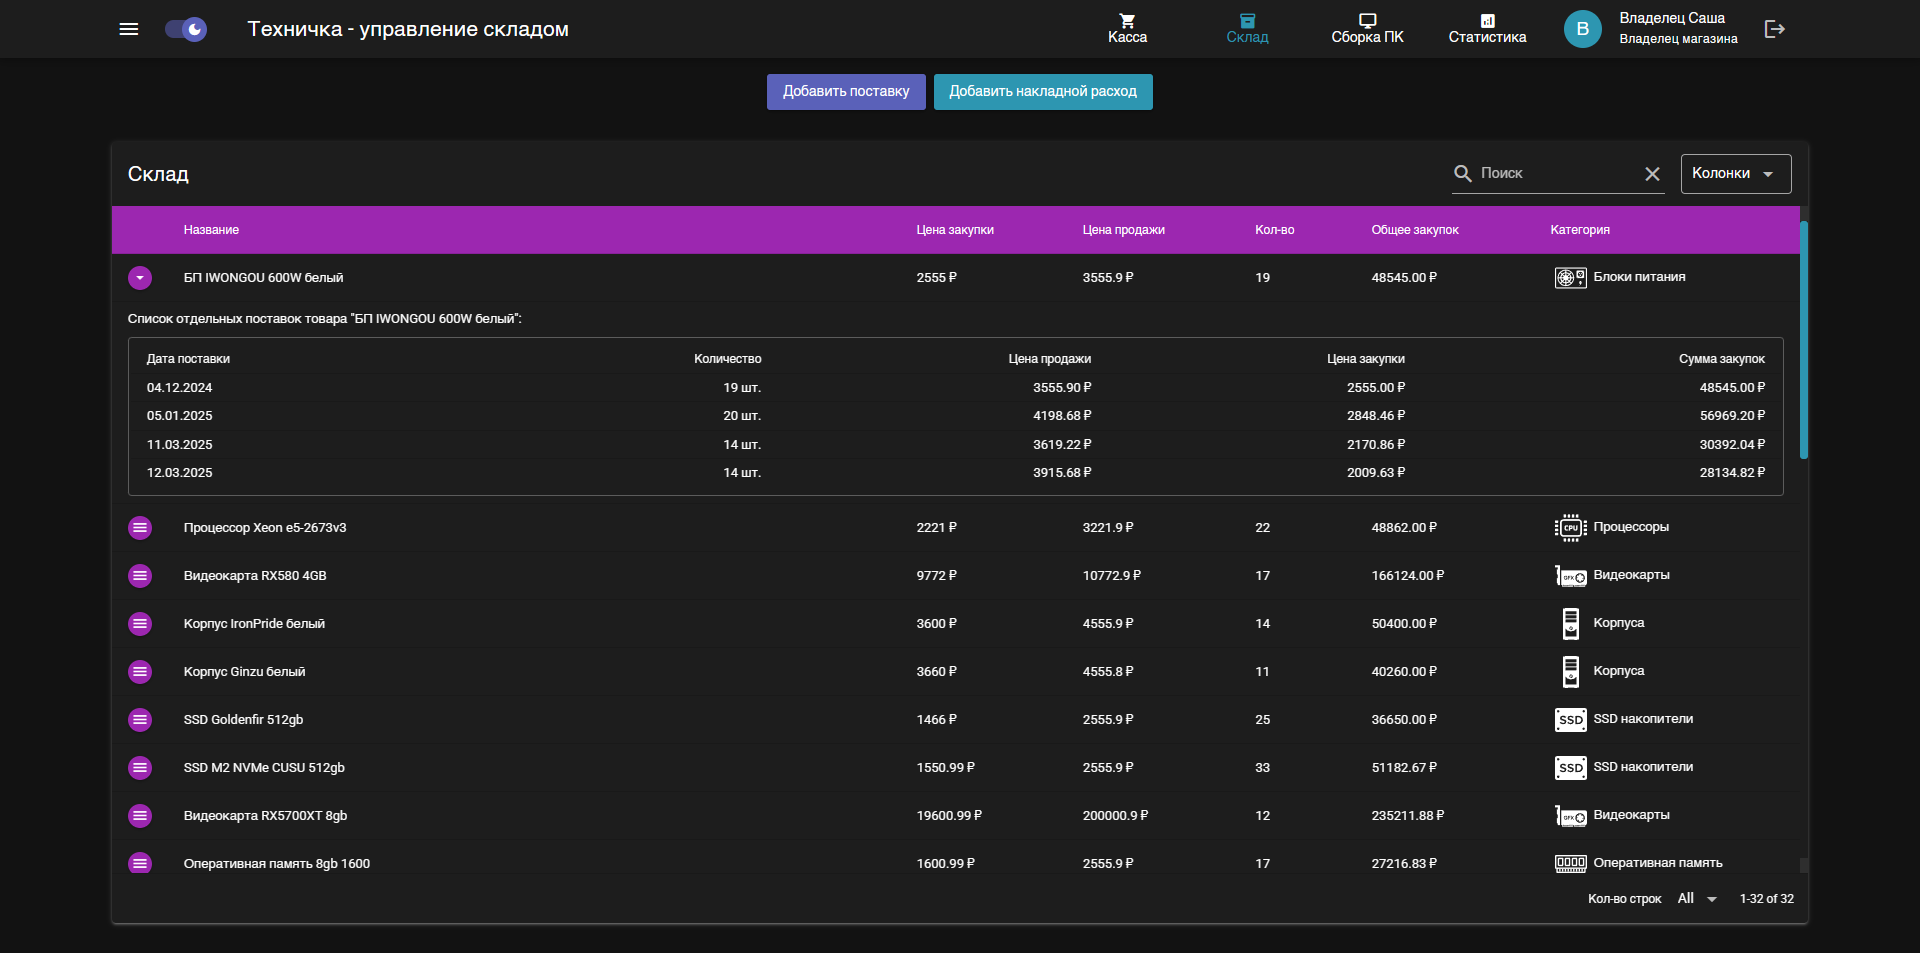 Техничка - управление складом
Касса
Склад
Сборка ПК
Статистика
В
Владелец Саша
Владелец магазина
Добавить поставку
Добавить накладной расход
Склад
Поиск
Колонки
Название Цена закупки Цена продажи Кол-во Общее закупок Категория
БП IWONGOU 600W белый 2555 ₽ 3555.9 ₽ 19 48545.00 ₽ Блоки питания
Список отдельных поставок товара "БП IWONGOU 600W белый":
Дата поставки Количество Цена продажи Цена закупки Сумма закупок
04.12.2024 19 шт. 3555.90 ₽ 2555.00 ₽ 48545.00 ₽
05.01.2025 20 шт. 4198.68 ₽ 2848.46 ₽ 56969.20 ₽
11.03.2025 14 шт. 3619.22 ₽ 2170.86 ₽ 30392.04 ₽
12.03.2025 14 шт. 3915.68 ₽ 2009.63 ₽ 28134.82 ₽
Процессор Xeon e5-2673v3 2221 ₽ 3221.9 ₽ 22 48862.00 ₽ CPU Процессоры
Видеокарта RX580 4GB 9772 ₽ 10772.9 ₽ 17 166124.00 ₽ GFX Видеокарты
Корпус IronPride белый 3600 ₽ 4555.9 ₽ 14 50400.00 ₽ Корпуса
Корпус Ginzu белый 3660 ₽ 4555.8 ₽ 11 40260.00 ₽ Корпуса
SSD Goldenfir 512gb 1466 ₽ 2555.9 ₽ 25 36650.00 ₽ SSD SSD накопители
SSD M2 NVMe CUSU 512gb 1550.99 ₽ 2555.9 ₽ 33 51182.67 ₽ SSD SSD накопители
Видеокарта RX5700XT 8gb 19600.99 ₽ 200000.9 ₽ 12 235211.88 ₽ GFX Видеокарты
Оперативная память 8gb 1600 1600.99 ₽ 2555.9 ₽ 17 27216.83 ₽ Оперативная память
Кол-во строк All 1-32 of 32